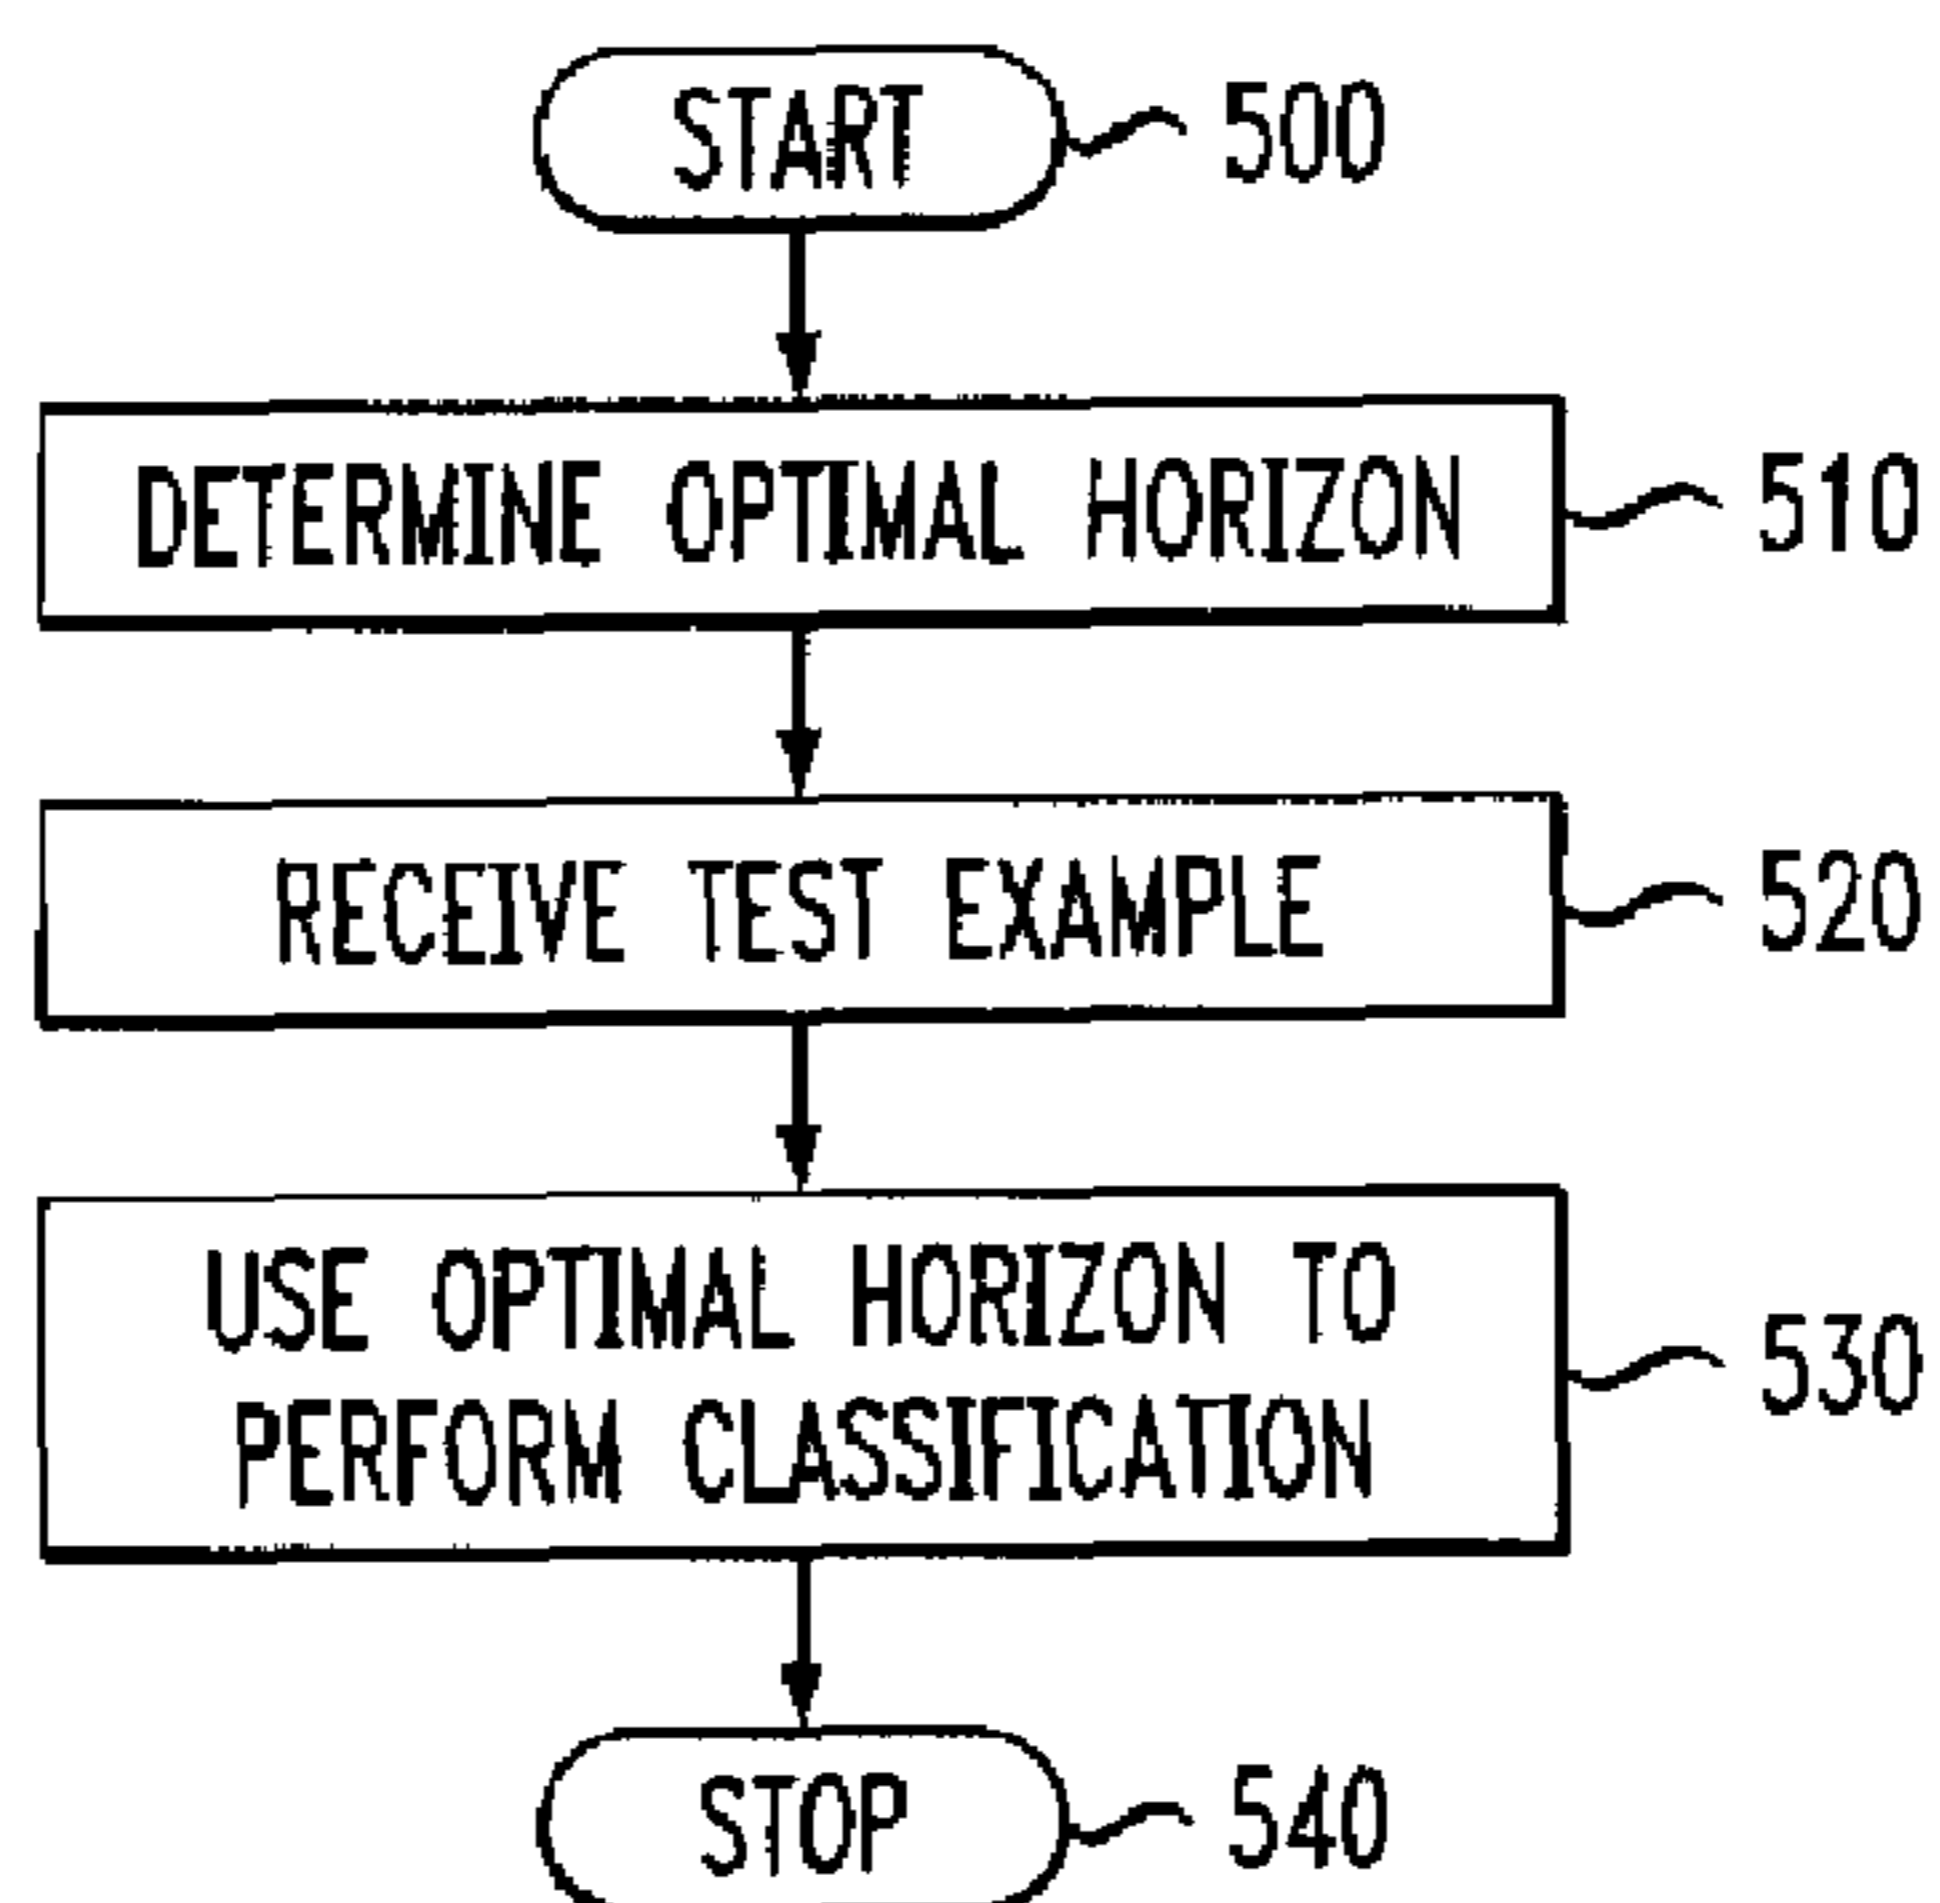 START 500
DETERMINE OPTIMAL HORIZON 510
RECEIVE TEST EXAMPLE 520
USE OPTIMAL HORIZON TO
PERFORM CLASSIFICATION
530
STOP 540